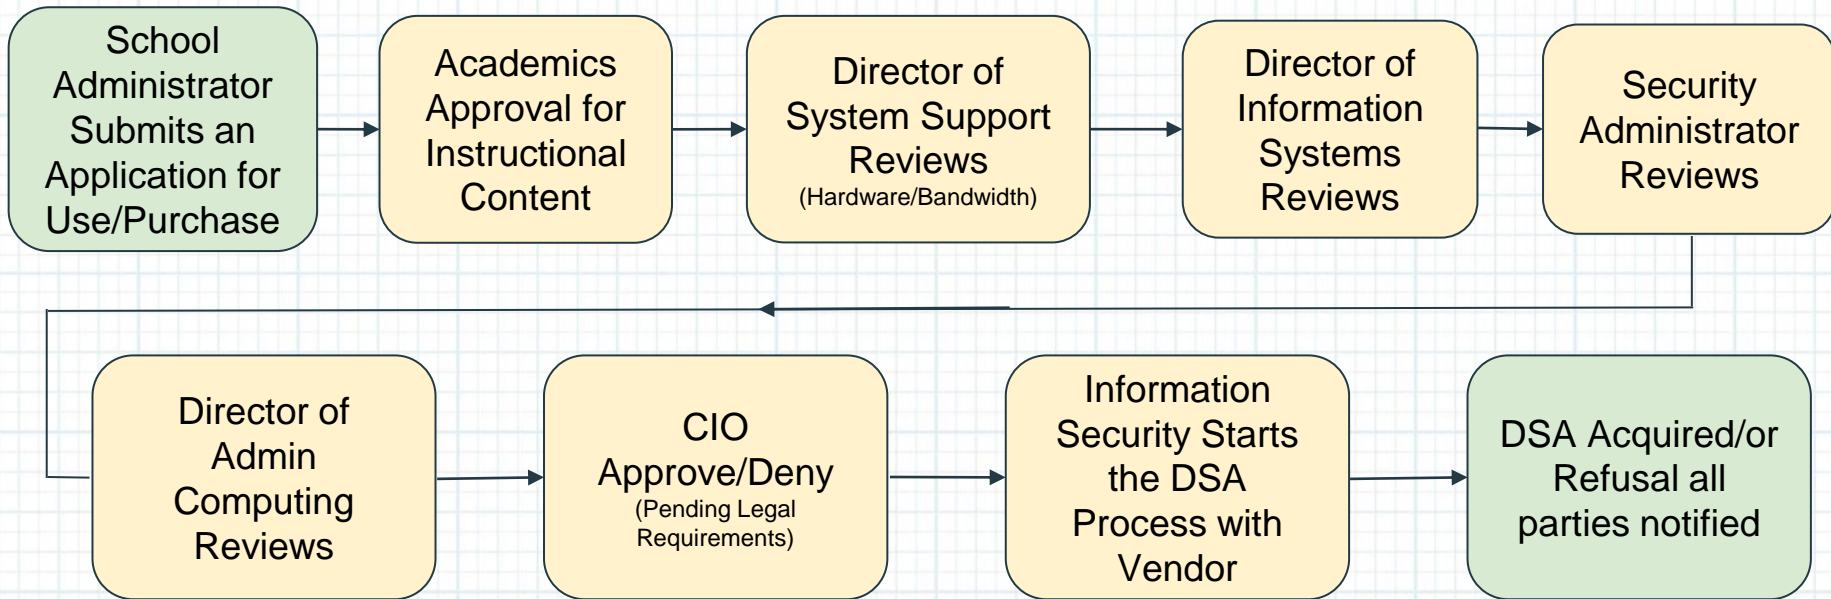 School
Administrator
Submits an
Application for
Use/Purchase
Academics
Approval for
Instructional
Content
Director of
System Support
Reviews
(Hardware/Bandwidth)
Director of
Information
Systems
Reviews
Security
Administrator
Reviews
Director of
Admin
Computing
Reviews
CIO
Approve/Deny
(Pending Legal
Requirements)
Information
Security Starts
the DSA
Process with
Vendor
DSA Acquired/or
Refusal all
parties notified